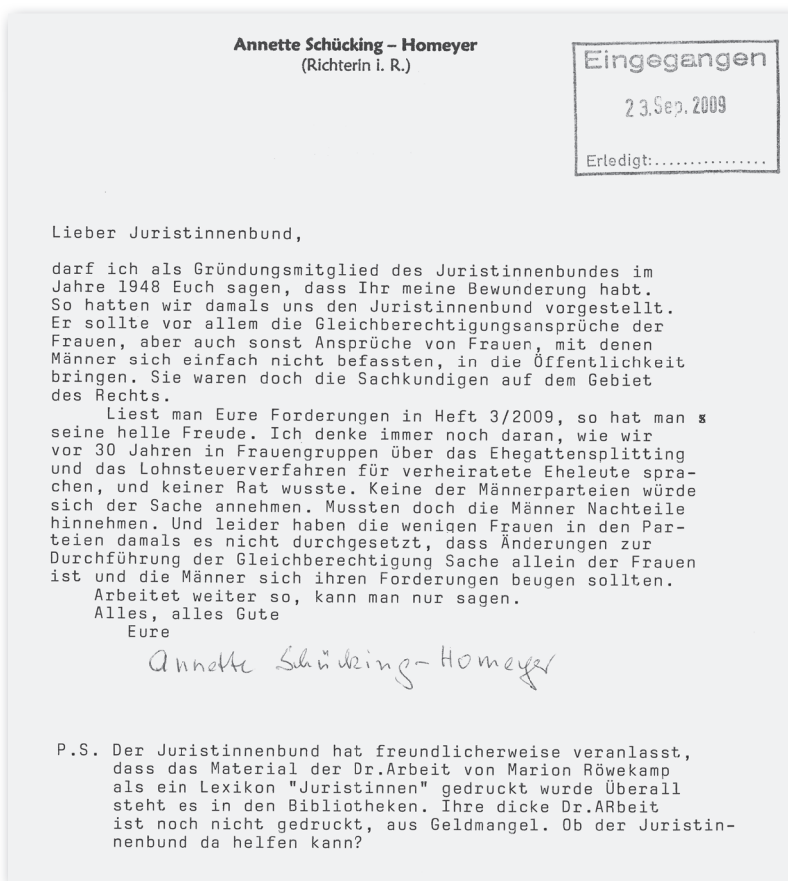 Annette Schücking – Homeyer
(Richterin i. R.)
Eingegangen
23. Sep. 2009
Erledigt:................
Lieber Juristinnenbund,
darf ich als Gründungsmitglied des Juristinnenbundes im
Jahre 1948 Euch sagen, dass Ihr meine Bewunderung habt.
So hatten wir damals uns den Juristinnenbund vorgestellt.
Er sollte vor allem die Gleichberechtigungsansprüche der
Frauen, aber auch sonst Ansprüche von Frauen, mit denen
Männer sich einfach nicht befassten, in die Öffentlichkeit
bringen. Sie waren doch die Sachkundigen auf dem Gebiet
des Rechts.
Liest man Eure Forderungen in Heft 3/2009, so hat man s
seine helle Freude. Ich denke immer noch daran, wie wir
vor 30 Jahren in Frauengruppen über das Ehegattensplitting
und das Lohnsteuerverfahren für verheiratete Eheleute spra-
chen, und keiner Rat wusste. Keine der Männerparteien würde
sich der Sache annehmen. Mussten doch die Männer Nachteile
hinnehmen. Und leider haben die wenigen Frauen in den Par-
teien damals es nicht durchgesetzt, dass Änderungen zur
Durchführung der Gleichberechtigung Sache allein der Frauen
ist und die Männer sich ihren Forderungen beugen sollten.
Arbeitet weiter so, kann man nur sagen.
Alles, alles Gute
Eure
Annette Schücking-Homeyer
P.S. Der Juristinnenbund hat freundlicherweise veranlasst,
dass das Material der Dr.Arbeit von Marion Röwekamp
als ein Lexikon "Juristinnen" gedruckt wurde Überall
steht es in den Bibliotheken. Ihre dicke Dr.ARbeit
ist noch nicht gedruckt, aus Geldmangel. Ob der Juristin-
nenbund da helfen kann?